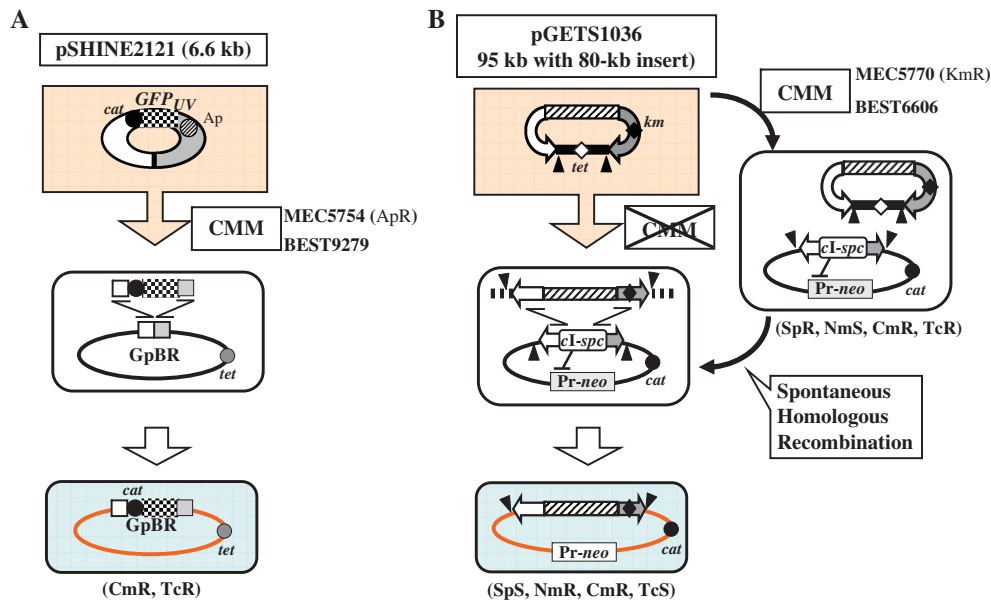 A
pSHINE2121 (6.6 kb)
cat
GFPUV
Ap
CMM
MEC5754 (ApR)
BEST9279
GpBR
tet
cat
GpBR
tet
(CmR, TcR)
B
pGETS1036
95 kb with 80-kb insert)
km
tet
CMM
CMM
MEC5770 (KmR)
BEST6606
cI-spc
Pr-neo
cat
(SpR, NmS, CmR, TcR)
cI-spc
Pr-neo
cat
Spontaneous
Homologous
Recombination
Pr-neo
cat
(SpS, NmR, CmR, TcS)